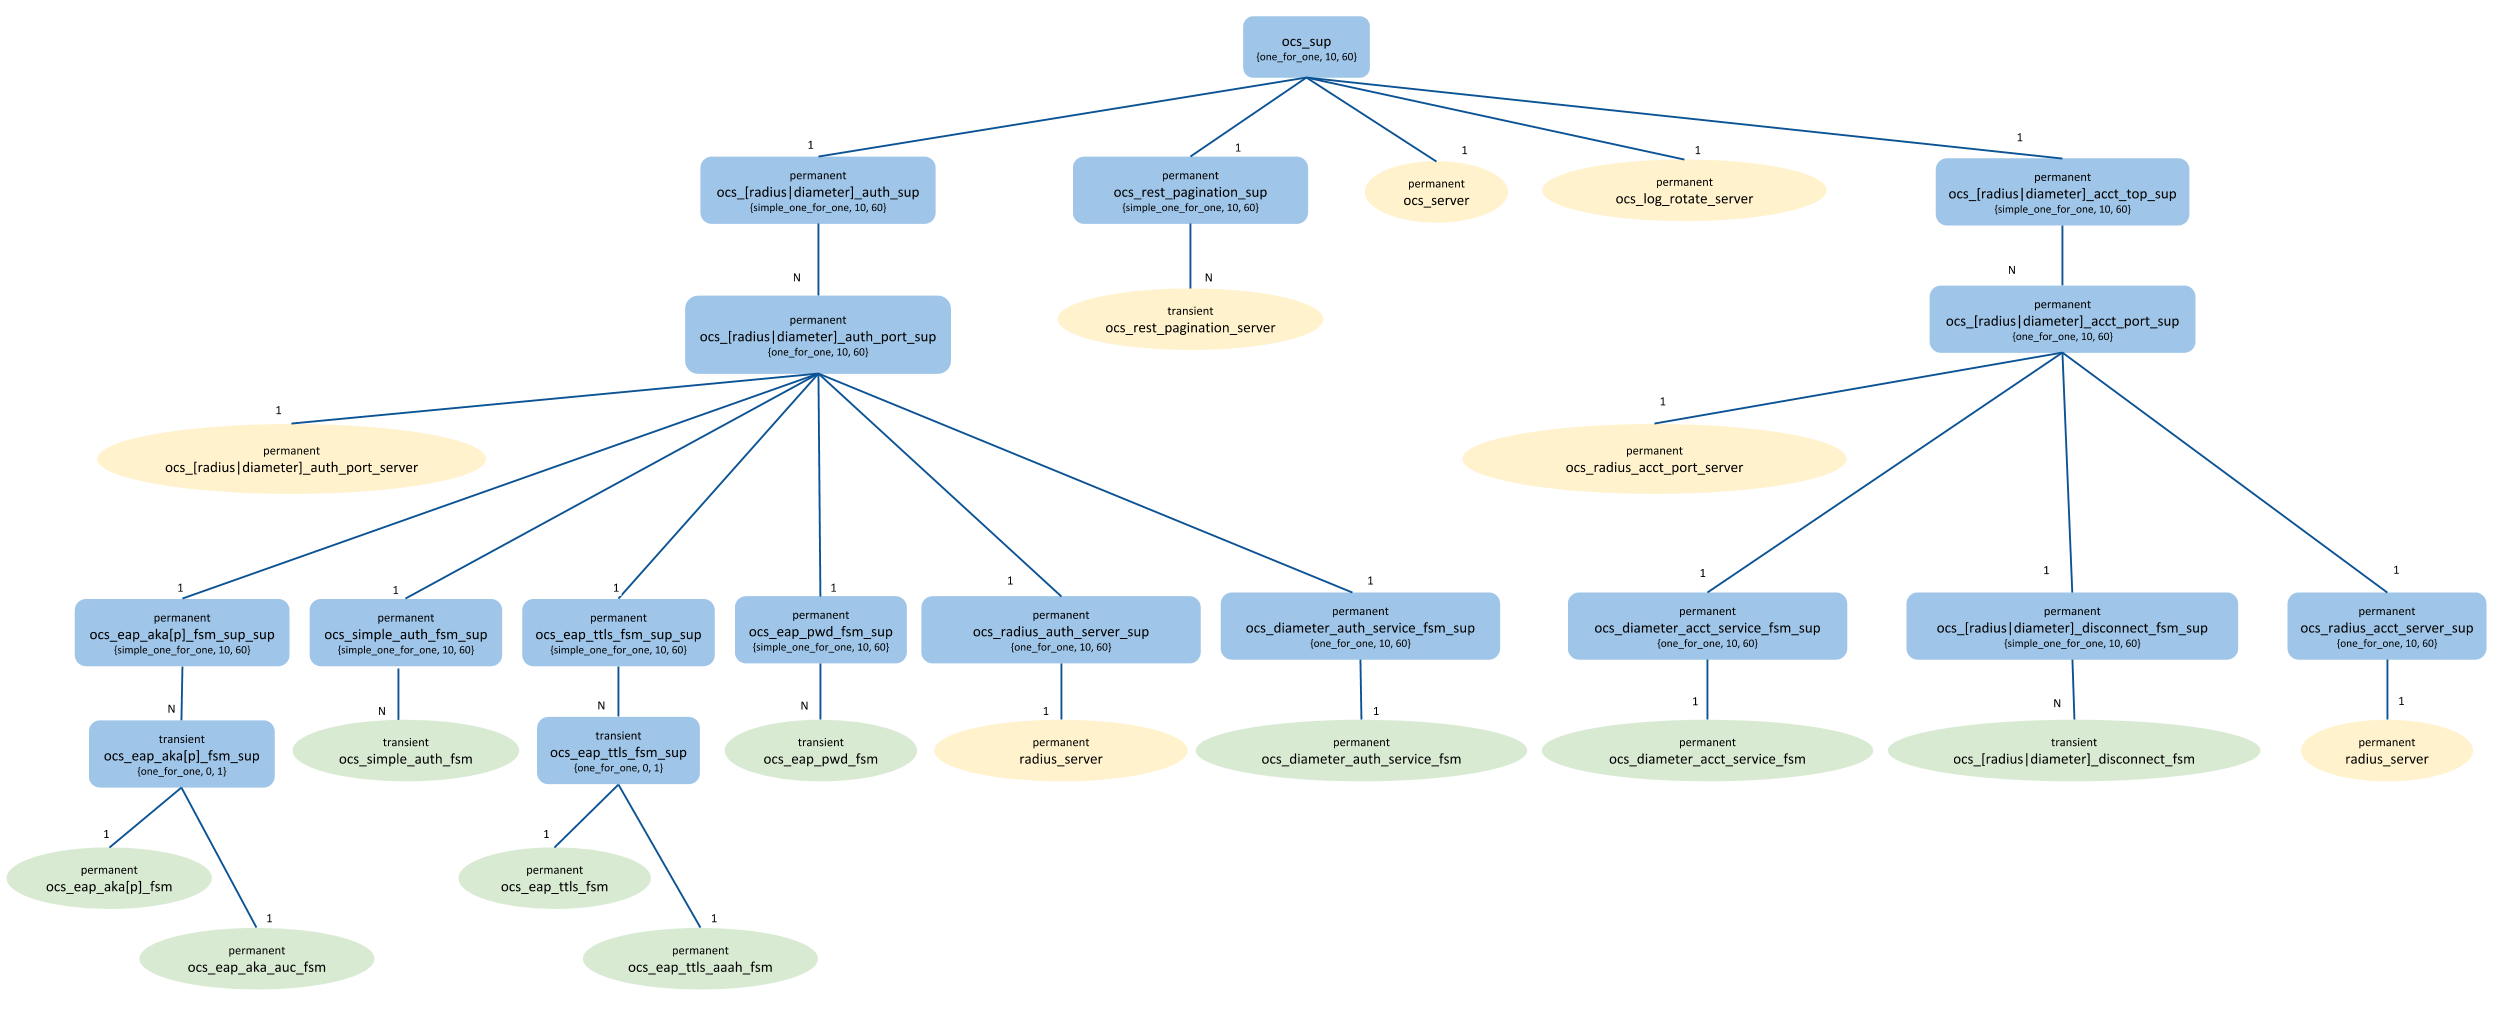 ocs_sup
{one_for_one, 10, 60}
1
1
1
1
1
permanent
ocs_[radius|diameter]_auth_sup
{simple_one_for_one, 10, 60}
permanent
ocs_rest_pagination_sup
{simple_one_for_one, 10, 60}
permanent
ocs_server
permanent
ocs_log_rotate_server
permanent
ocs_[radius|diameter]_acct_top_sup
{simple_one_for_one, 10, 60}
N
N
N
permanent
ocs_[radius|diameter]_auth_port_sup
{one_for_one, 10, 60}
transient
ocs_rest_pagination_server
permanent
ocs_[radius|diameter]_acct_port_sup
{one_for_one, 10, 60}
1
1
permanent
ocs_[radius|diameter]_auth_port_server
permanent
ocs_radius_acct_port_server
1
1
1
1
1
1
1
1
1
permanent
ocs_eap_aka[p]_fsm_sup_sup
{simple_one_for_one, 10, 60}
permanent
ocs_simple_auth_fsm_sup
{simple_one_for_one, 10, 60}
permanent
ocs_eap_ttls_fsm_sup_sup
{simple_one_for_one, 10, 60}
permanent
ocs_eap_pwd_fsm_sup
{simple_one_for_one, 10, 60}
permanent
ocs_radius_auth_server_sup
{one_for_one, 10, 60}
permanent
ocs_diameter_auth_service_fsm_sup
{one_for_one, 10, 60}
permanent
ocs_diameter_acct_service_fsm_sup
{one_for_one, 10, 60}
permanent
ocs_[radius|diameter]_disconnect_fsm_sup
{simple_one_for_one, 10, 60}
permanent
ocs_radius_acct_server_sup
{one_for_one, 10, 60}
N
N
N
N
1
1
1
N
1
transient
ocs_eap_aka[p]_fsm_sup
{one_for_one, 0, 1}
transient
ocs_simple_auth_fsm
transient
ocs_eap_ttls_fsm_sup
{one_for_one, 0, 1}
transient
ocs_eap_pwd_fsm
permanent
radius_server
permanent
ocs_diameter_auth_service_fsm
permanent
ocs_diameter_acct_service_fsm
transient
ocs_[radius|diameter]_disconnect_fsm
permanent
radius_server
1
1
permanent
ocs_eap_aka[p]_fsm
permanent
ocs_eap_ttls_fsm
1
1
permanent
ocs_eap_aka_auc_fsm
permanent
ocs_eap_ttls_aaah_fsm